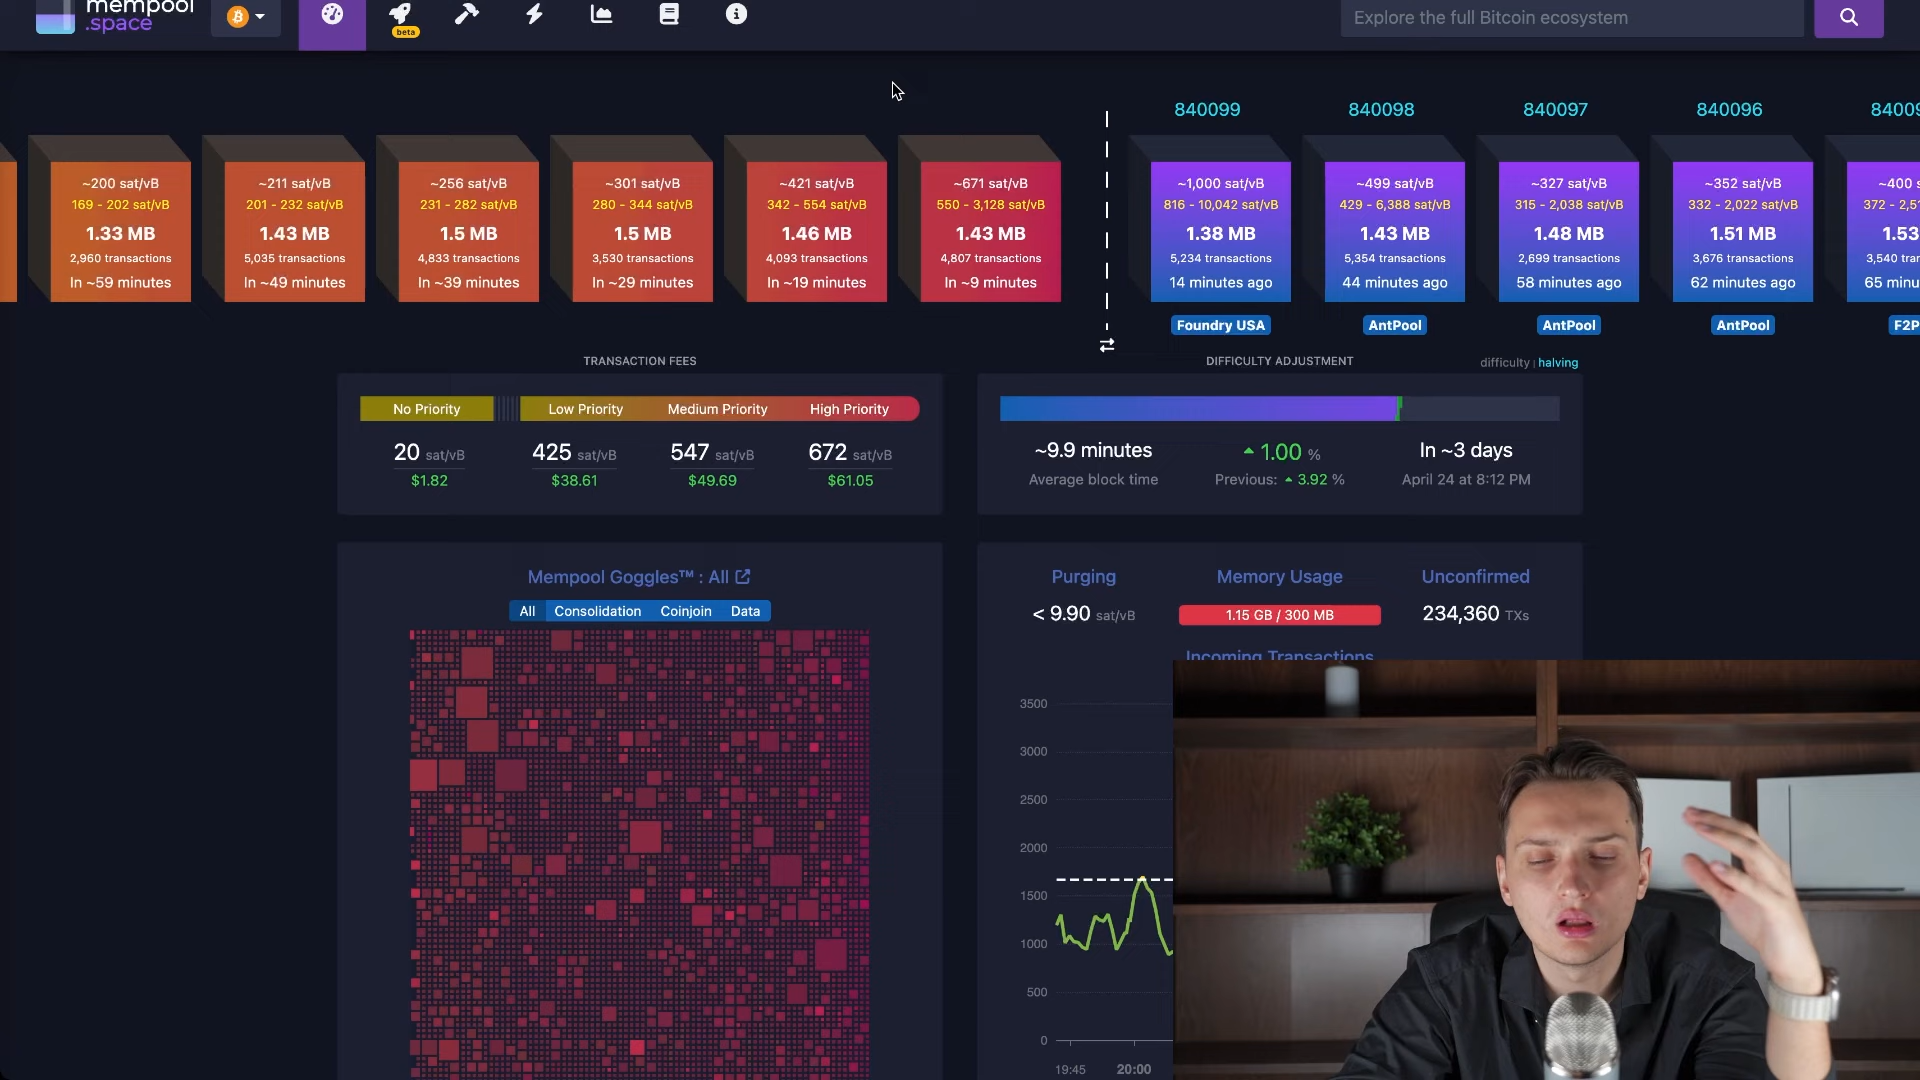 mempool
.space
beta
Explore the full Bitcoin ecosystem
840099
840098
840097
840096
~200 sat/vB
169 - 202 sat/vB
1.33 MB
2,960 transactions
In ~59 minutes
~211 sat/vB
201 - 232 sat/vB
1.43 MB
5,035 transactions
In ~49 minutes
~256 sat/vB
231 - 282 sat/vB
1.5 MB
4,833 transactions
In ~39 minutes
~301 sat/vB
280 - 344 sat/vB
1.5 MB
3,530 transactions
In ~29 minutes
~421 sat/vB
342 - 554 sat/vB
1.46 MB
4,093 transactions
In ~19 minutes
~671 sat/vB
550 - 3,128 sat/vB
1.43 MB
4,807 transactions
In ~9 minutes
~1,000 sat/vB
816 - 10,042 sat/vB
1.38 MB
5,234 transactions
14 minutes ago
Foundry USA
~499 sat/vB
429 - 6,388 sat/vB
1.43 MB
5,354 transactions
44 minutes ago
AntPool
~327 sat/vB
315 - 2,038 sat/vB
1.48 MB
2,699 transactions
58 minutes ago
AntPool
~352 sat/vB
332 - 2,022 sat/vB
1.51 MB
3,676 transactions
62 minutes ago
AntPool
~400
1.53
3,540
65
TRANSACTION FEES
No Priority
Low Priority
Medium Priority
High Priority
20 sat/vB
425 sat/vB
547 sat/vB
672 sat/vB
$1.82
$38.61
$49.69
$61.05
DIFFICULTY ADJUSTMENT
difficulty | halving
~9.9 minutes
1.00 %
In ~3 days
Average block time
Previous: 3.92 %
April 24 at 8:12 PM
Mempool Goggles™ : All
All Consolidation Coinjoin Data
Purging
Memory Usage
Unconfirmed
< 9.90 sat/vB
1.15 GB / 300 MB
234,360 TXs
Incoming Transactions
3500
3000
2500
2000
1500
1000
500
0
19:45
20:00